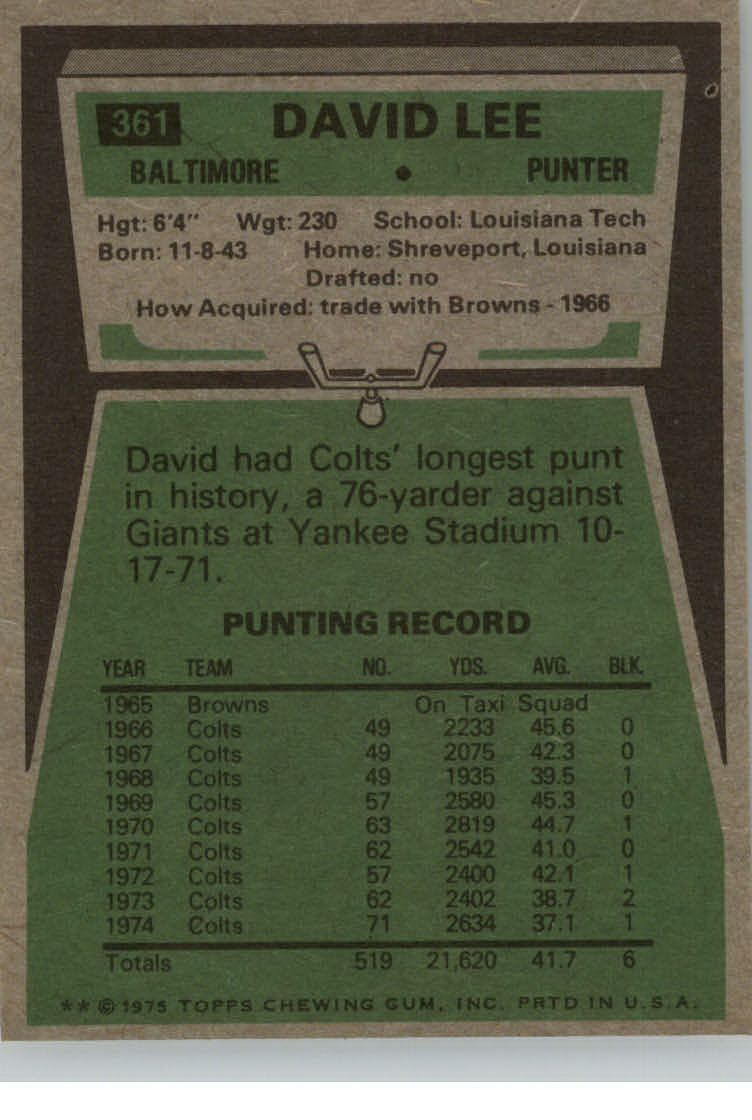 361 DAVID LEE
BALTIMORE • PUNTER
Hgt: 6'4" Wgt: 230 School: Louisiana Tech
Born: 11-8-43 Home: Shreveport, Louisiana
Drafted: no
How Acquired: trade with Browns - 1966
David had Colts' longest punt
in history, a 76-yarder against
Giants at Yankee Stadium 10-
17-71.
PUNTING RECORD
YEAR TEAM NO. YDS. AVG. BLK.
1965 Browns On Taxi Squad
1966 Colts 49 2233 45.6 0
1967 Colts 49 2075 42.3 0
1968 Colts 49 1935 39.5 1
1969 Colts 57 2580 45.3 0
1970 Colts 63 2819 44.7 1
1971 Colts 62 2542 41.0 0
1972 Colts 57 2400 42.1 1
1973 Colts 62 2402 38.7 2
1974 Colts 71 2634 37.1 1
Totals 519 21,620 41.7 6
** © 1975 TOPPS CHEWING GUM, INC. PRTD IN U.S.A.